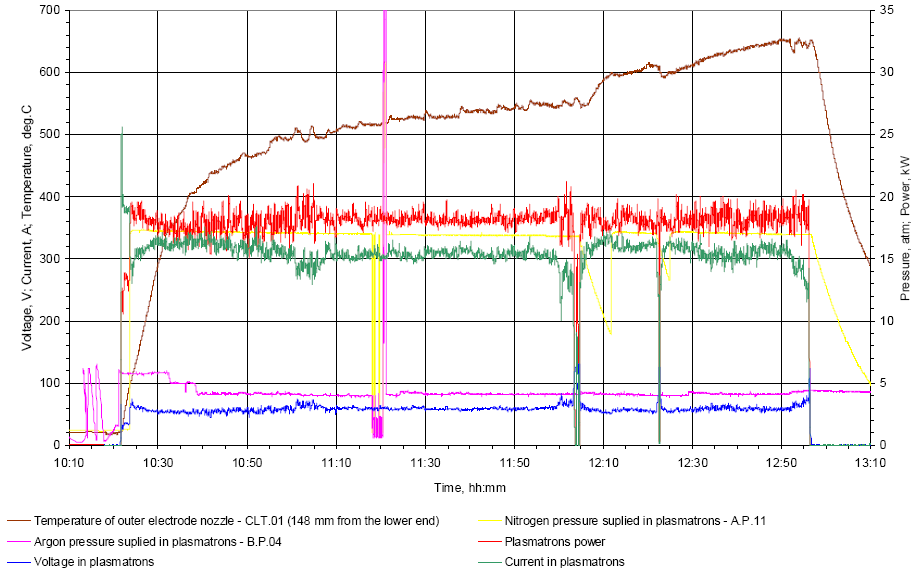 700
600
500
400
300
200
100
0
Voltage, V; Current, A; Temperature, deg.C
35
30
25
20
15
10
5
0
Pressure, atm; Power, kW
10:10 10:30 10:50 11:10 11:30 11:50 12:10 12:30 12:50 13:10
Time, hh:mm
Temperature of outer electrode nozzle - CLT.01 (148 mm from the lower end)
Nitrogen pressure suplied in plasmatrons - A.P.11
Argon pressure suplied in plasmatrons - B.P.04
Plasmatrons power
Voltage in plasmatrons
Current in plasmatrons